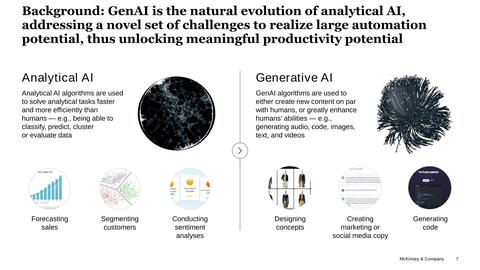 Background: GenAI is the natural evolution of analytical AI,
addressing a novel set of challenges to realize large automation
potential, thus unlocking meaningful productivity potential
Analytical AI
Analytical AI algorithms are used
to solve analytical tasks faster
and more efficiently than
humans — e.g., being able to
classify, predict, cluster
or evaluate data
Forecasting
sales
Segmenting
customers
Conducting
sentiment
analyses
Generative AI
GenAI algorithms are used to
either create new content on par
with humans, or greatly enhance
humans' abilities — e.g.,
generating audio, code, images,
text, and videos
Designing
concepts
Creating
marketing or
social media copy
Generating
code
McKinsey & Company 7